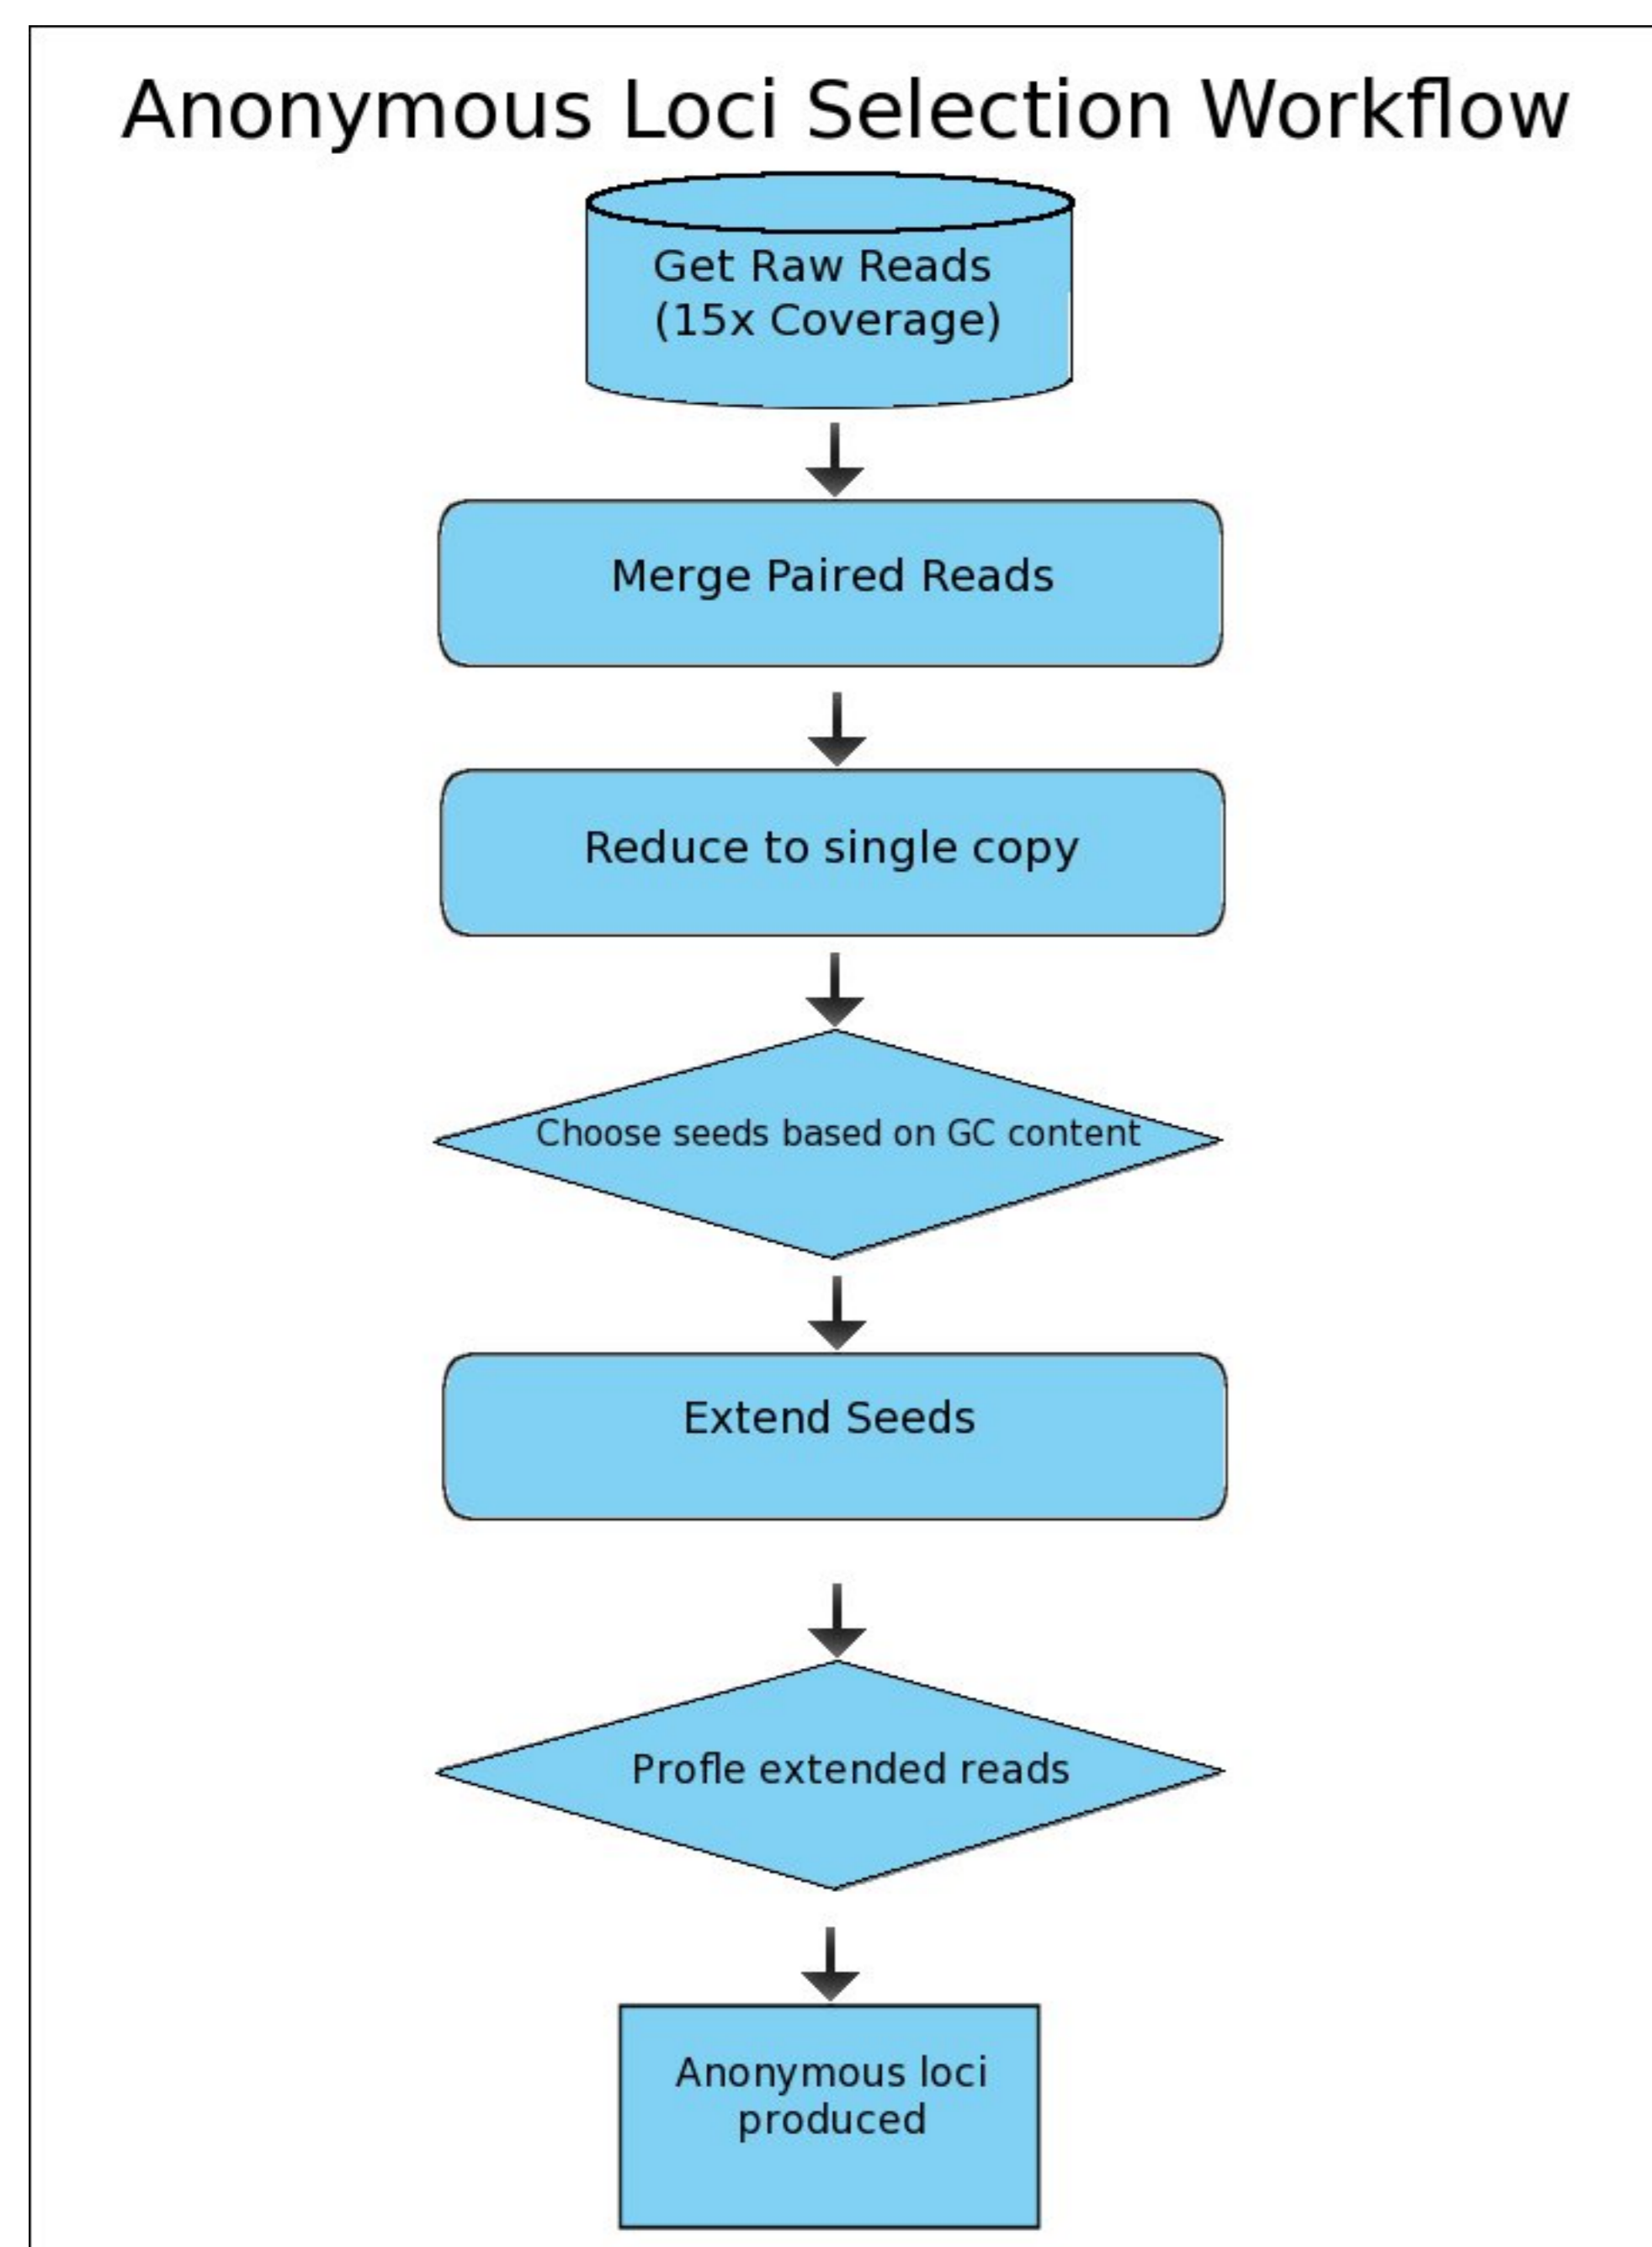 Anonymous Loci Selection Workflow
Get Raw Reads
(15x Coverage)
Merge Paired Reads
Reduce to single copy
Choose seeds based on GC content
Extend Seeds
Profle extended reads
Anonymous loci
produced